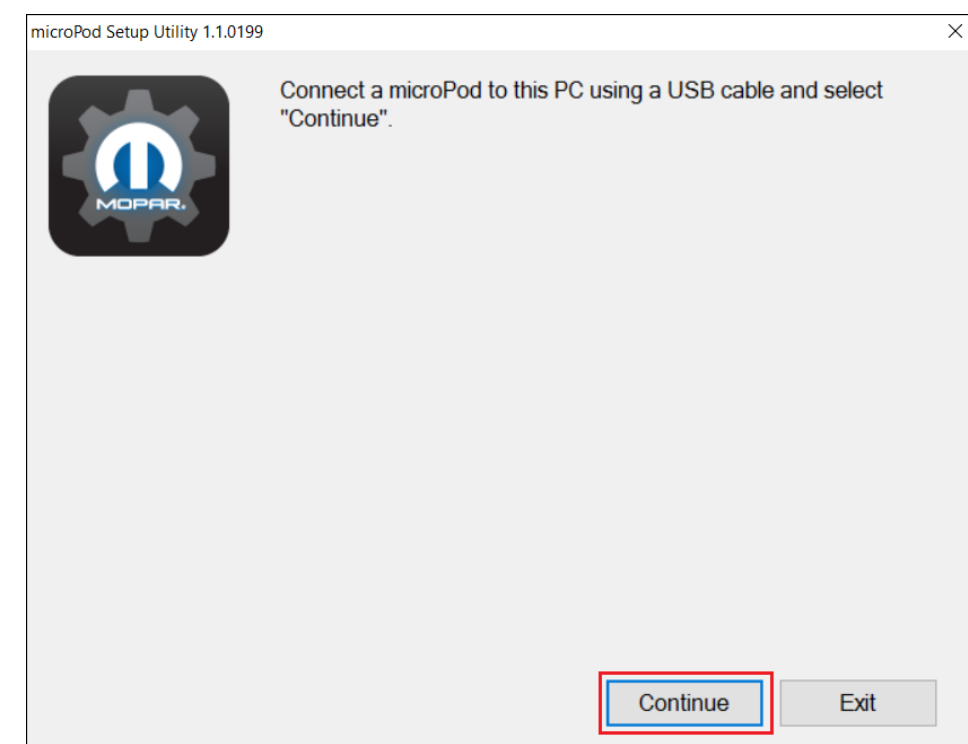 microPod Setup Utility 1.1.0199
Connect a microPod to this PC using a USB cable and select
"Continue".
MOPAR.
Continue
Exit